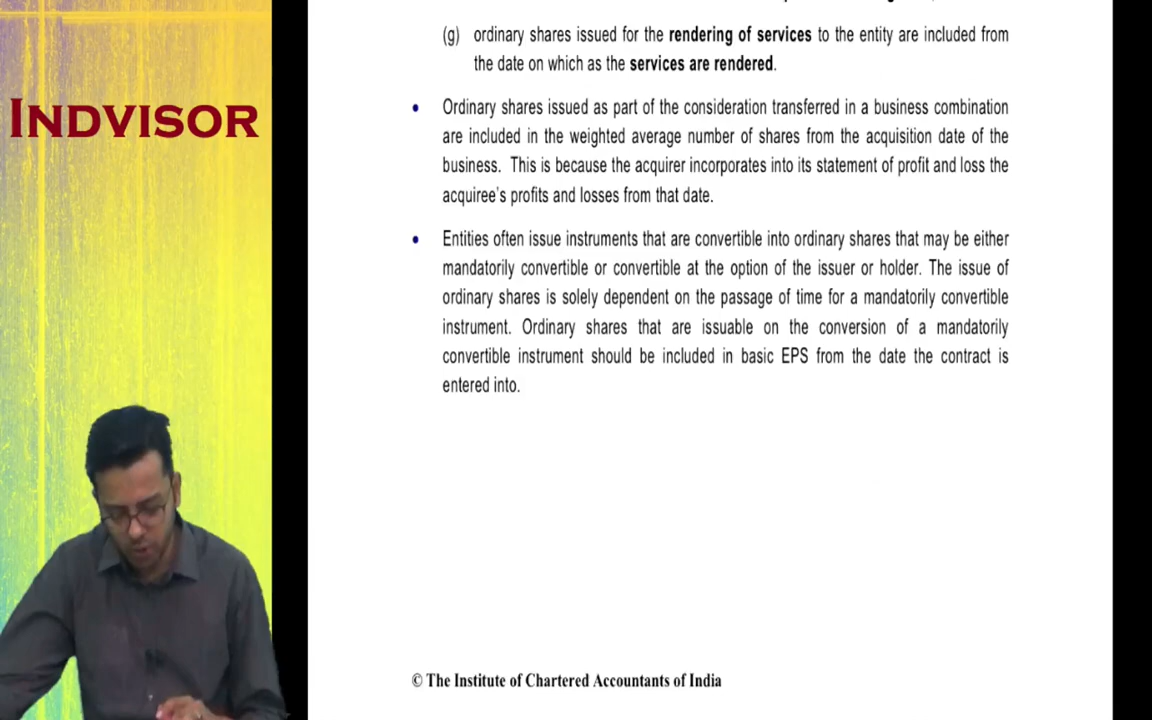 (g) ordinary shares issued for the rendering of services to the entity are included from
the date on which as the services are rendered.
INDVISOR
• Ordinary shares issued as part of the consideration transferred in a business combination
are included in the weighted average number of shares from the acquisition date of the
business. This is because the acquirer incorporates into its statement of profit and loss the
acquiree's profits and losses from that date.
• Entities often issue instruments that are convertible into ordinary shares that may be either
mandatorily convertible or convertible at the option of the issuer or holder. The issue of
ordinary shares is solely dependent on the passage of time for a mandatorily convertible
instrument. Ordinary shares that are issuable on the conversion of a mandatorily
convertible instrument should be included in basic EPS from the date the contract is
entered into.
© The Institute of Chartered Accountants of India